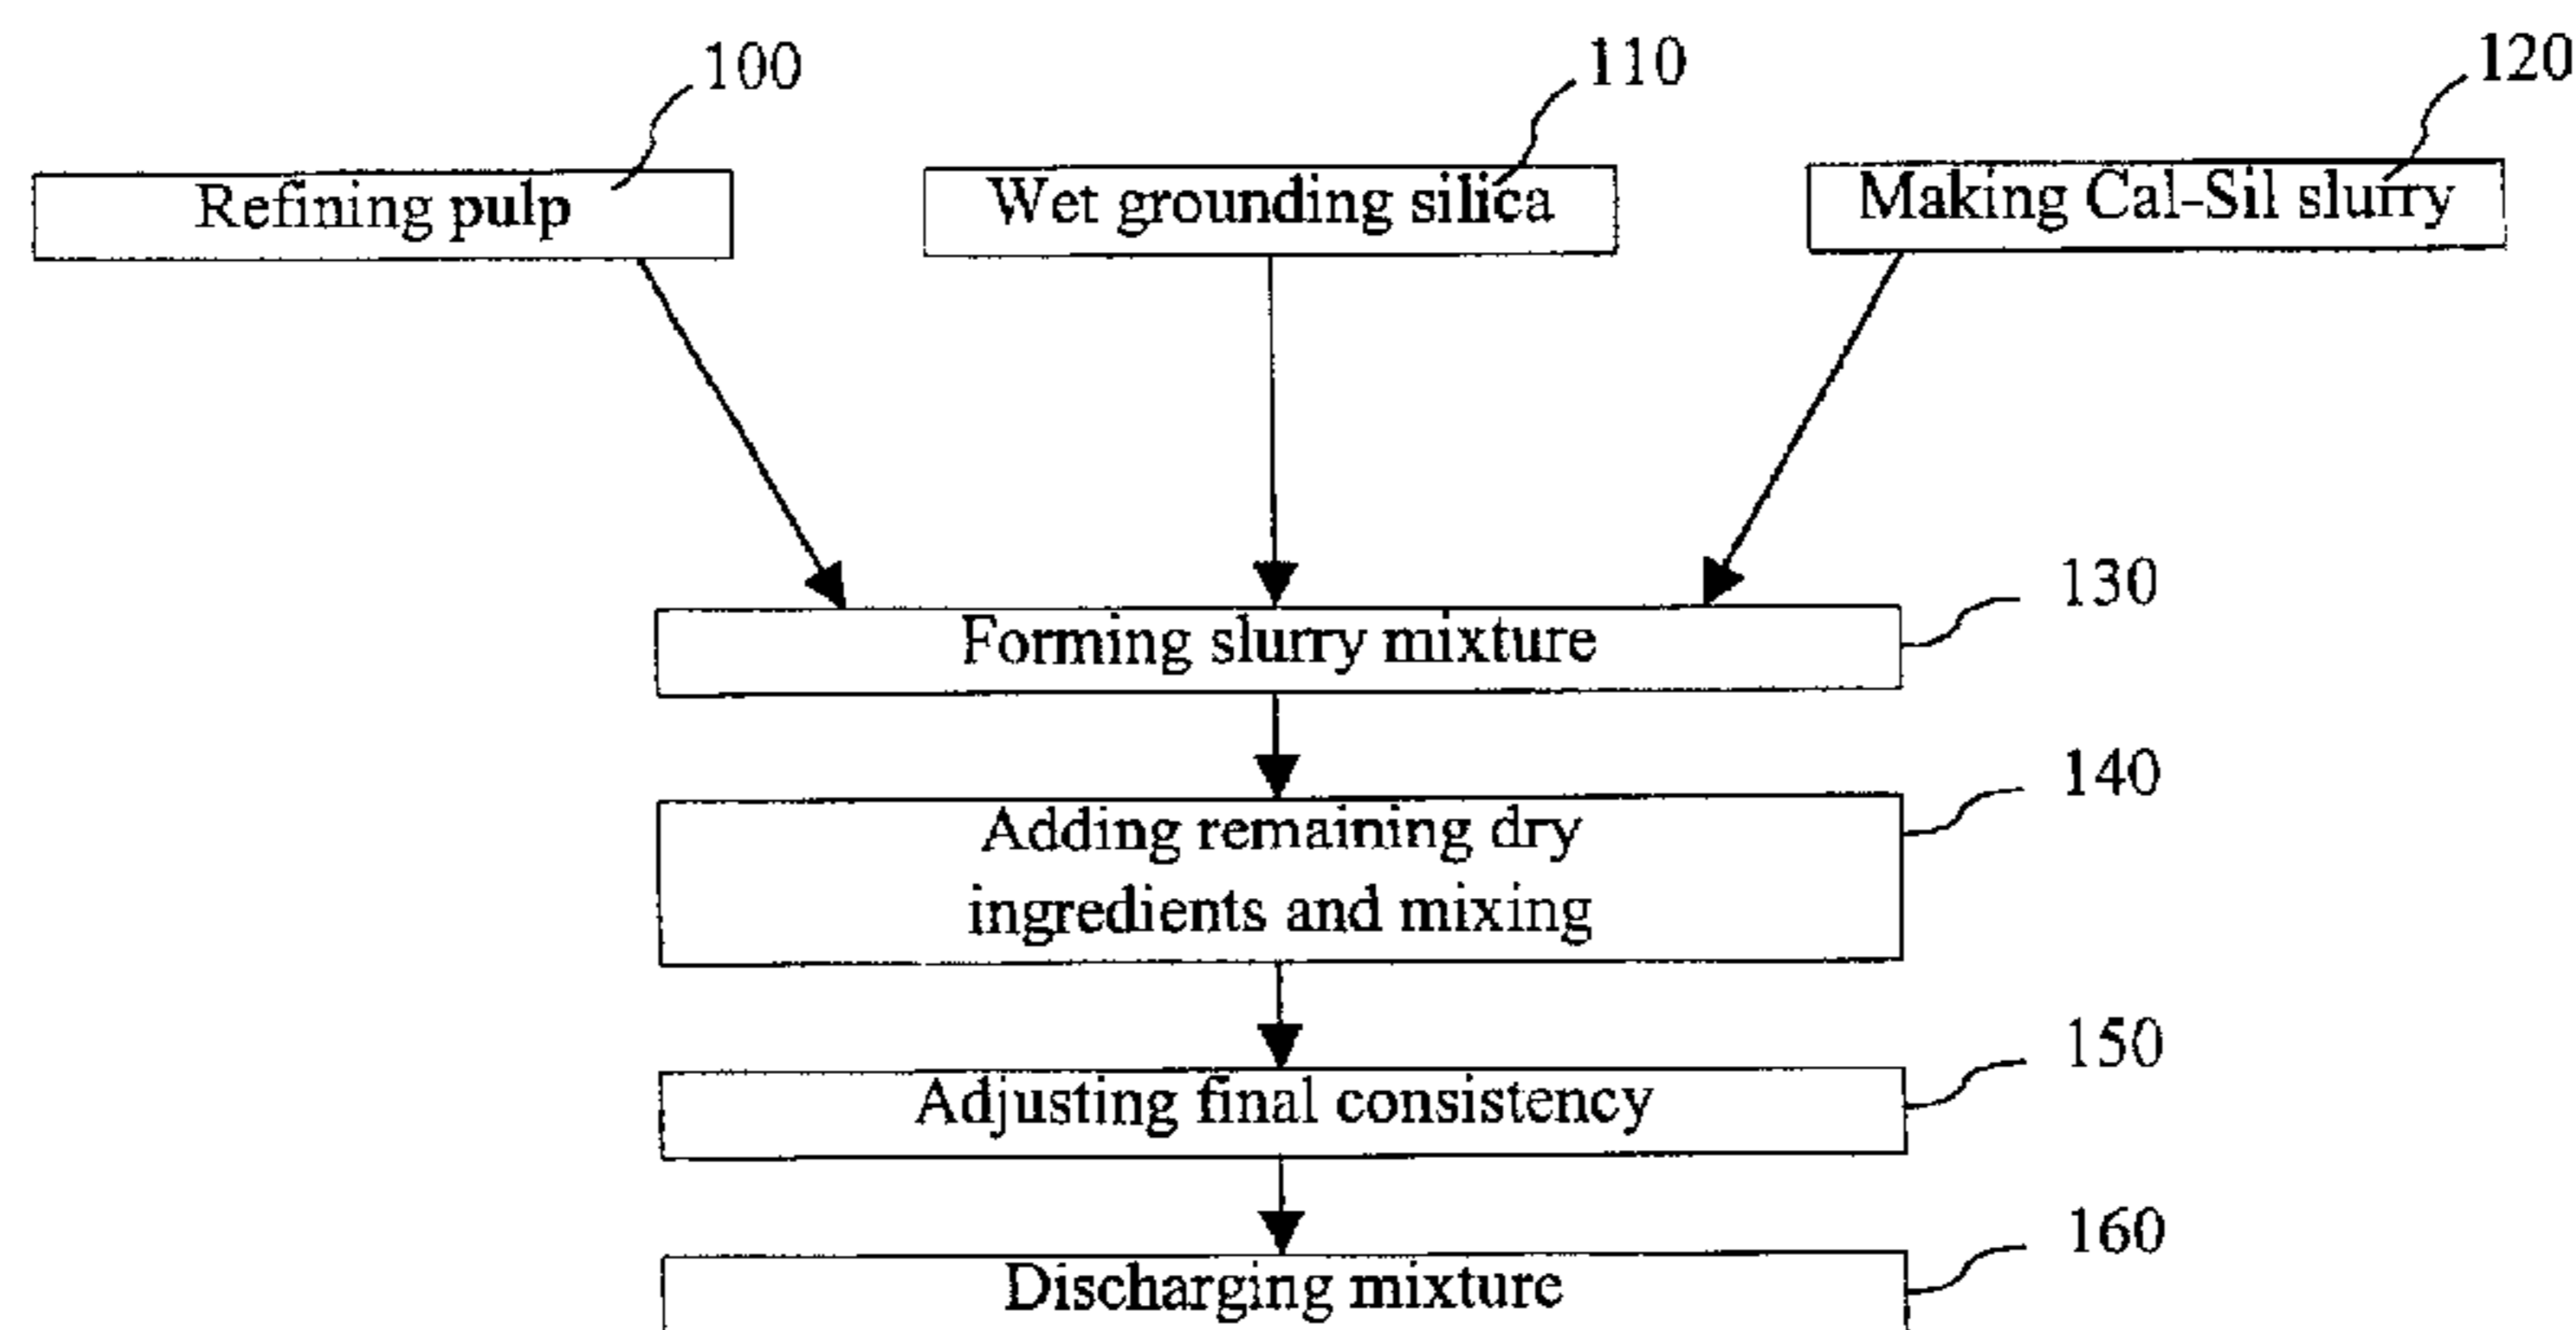 100
110
120
Refining pulp
Wet grounding silica
Making Cal-Sil slurry
130
Forming slurry mixture
140
Adding remaining dry
ingredients and mixing
150
Adjusting final consistency
160
Discharging mixture